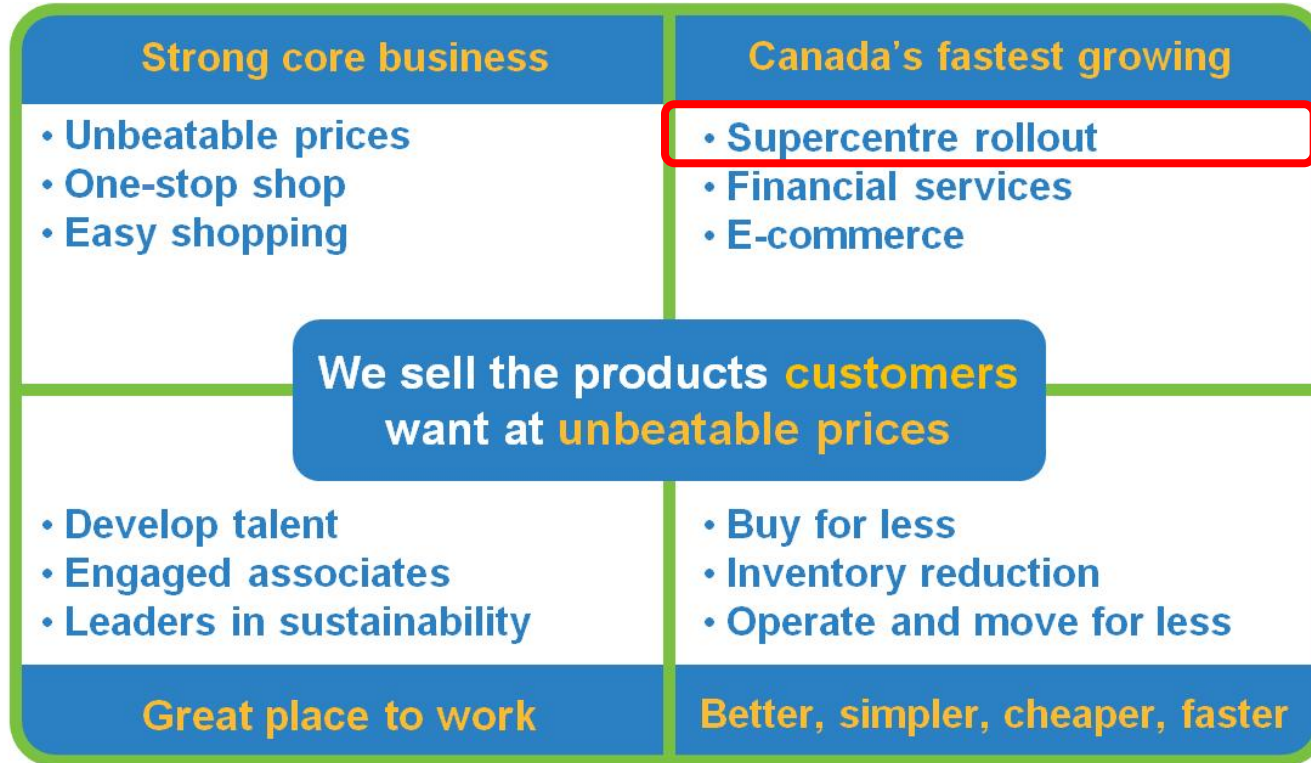 Strong core business
• Unbeatable prices
• One-stop shop
• Easy shopping
Canada's fastest growing
• Supercentre rollout
• Financial services
• E-commerce
We sell the products customers
want at unbeatable prices
• Develop talent
• Engaged associates
• Leaders in sustainability
Great place to work
• Buy for less
• Inventory reduction
• Operate and move for less
Better, simpler, cheaper, faster